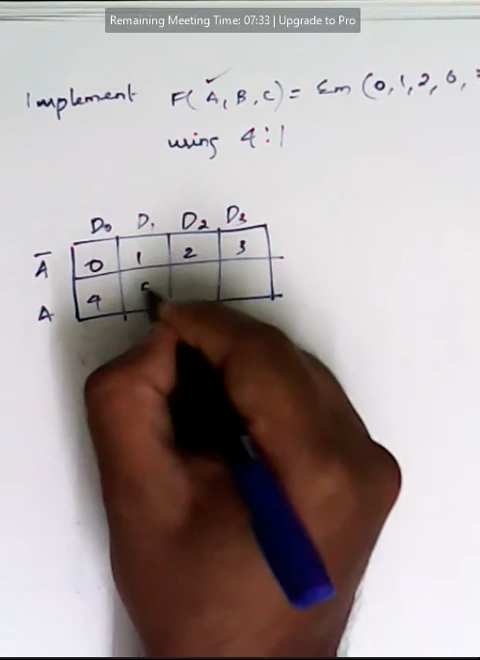 Remaining Meeting Time: 07:33 | Upgrade to Pro
Implement F(A, B, C) = Σm (0, 1, 2, 6,
using 4:1
D0 D1 D2 D3
Ā 0 1 2 3
A 4 5